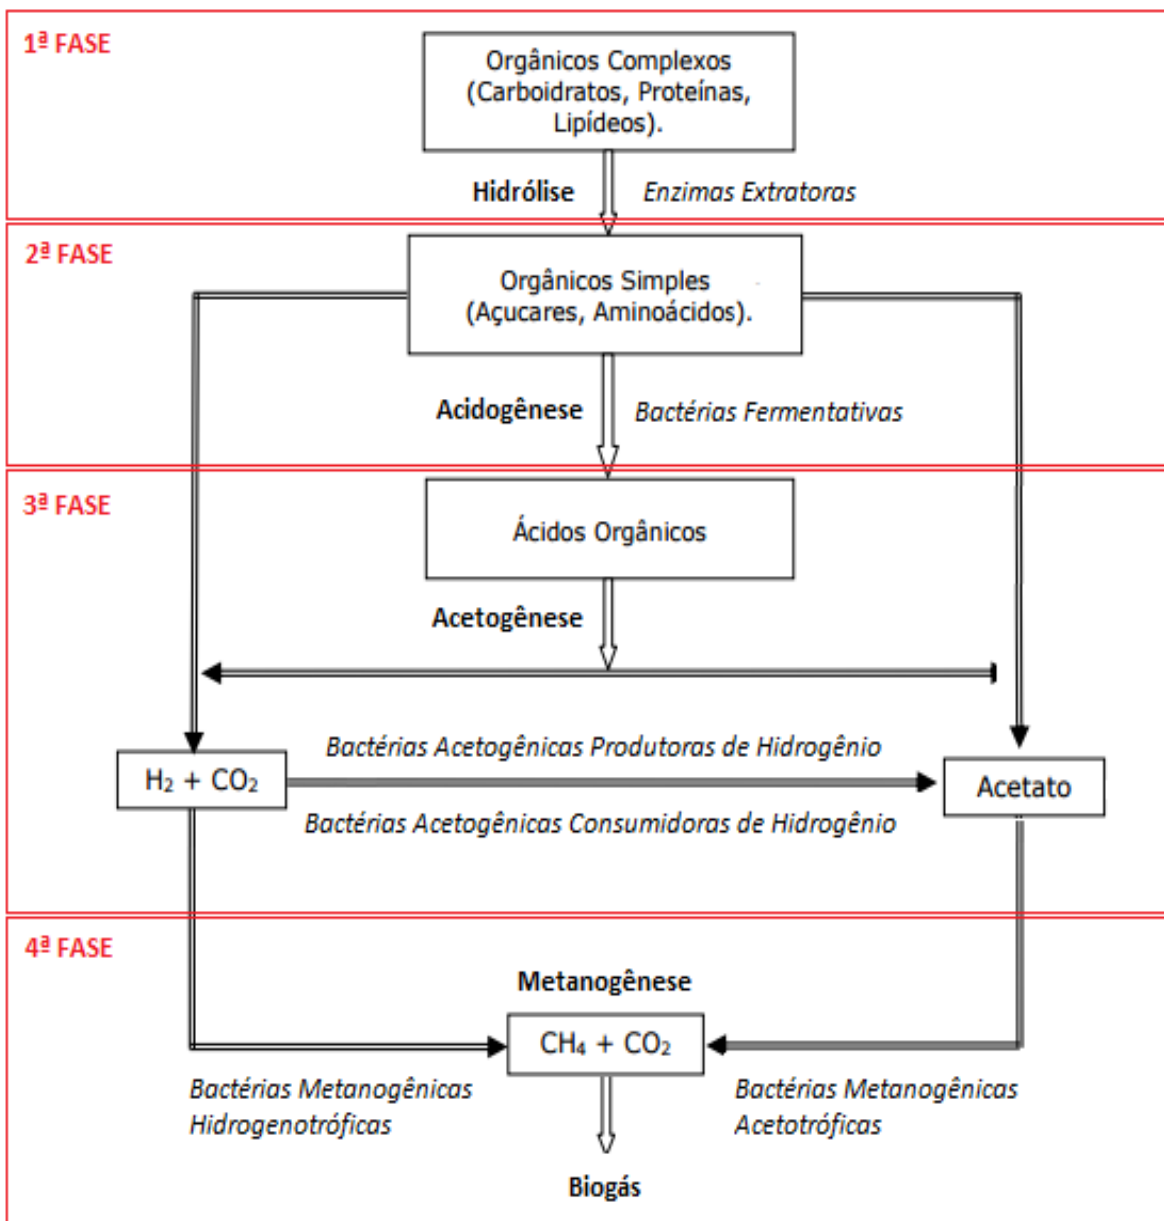 1ª FASE
Orgânicos Complexos
(Carboidratos, Proteínas,
Lipídeos).
Hidrólise
Enzimas Extratoras
2ª FASE
Orgânicos Simples
(Açucares, Aminoácidos).
Acidogênese
Bactérias Fermentativas
3ª FASE
Ácidos Orgânicos
Acetogênese
Bactérias Acetogênicas Produtoras de Hidrogênio
H₂ + CO₂
Acetato
Bactérias Acetogênicas Consumidoras de Hidrogênio
4ª FASE
Metanogênese
CH₄ + CO₂
Bactérias Metanogênicas
Hidrogenotróficas
Bactérias Metanogênicas
Acetotróficas
Biogás